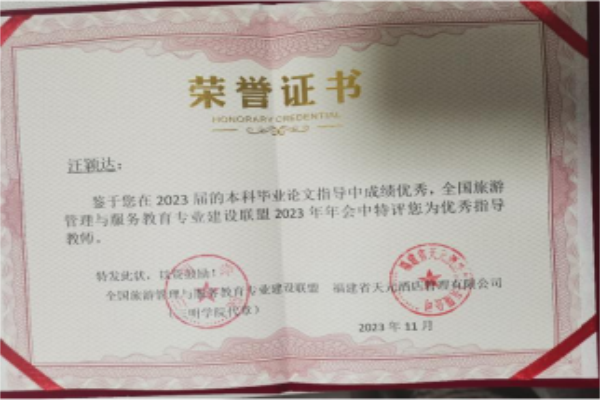 荣誉证书
HONORARY CREDENTIAL
汪颖达：
鉴于您在2023届的本科毕业论文指导中成绩优秀，全国旅游
管理与服务教育专业建设联盟2023年年会中特评您为优秀指导
教师。
特发此状，以资鼓励！
全国旅游管理与服务教育专业建设联盟 福建省天元酒店管理有限公司
（三明学院代章）
2023年11月